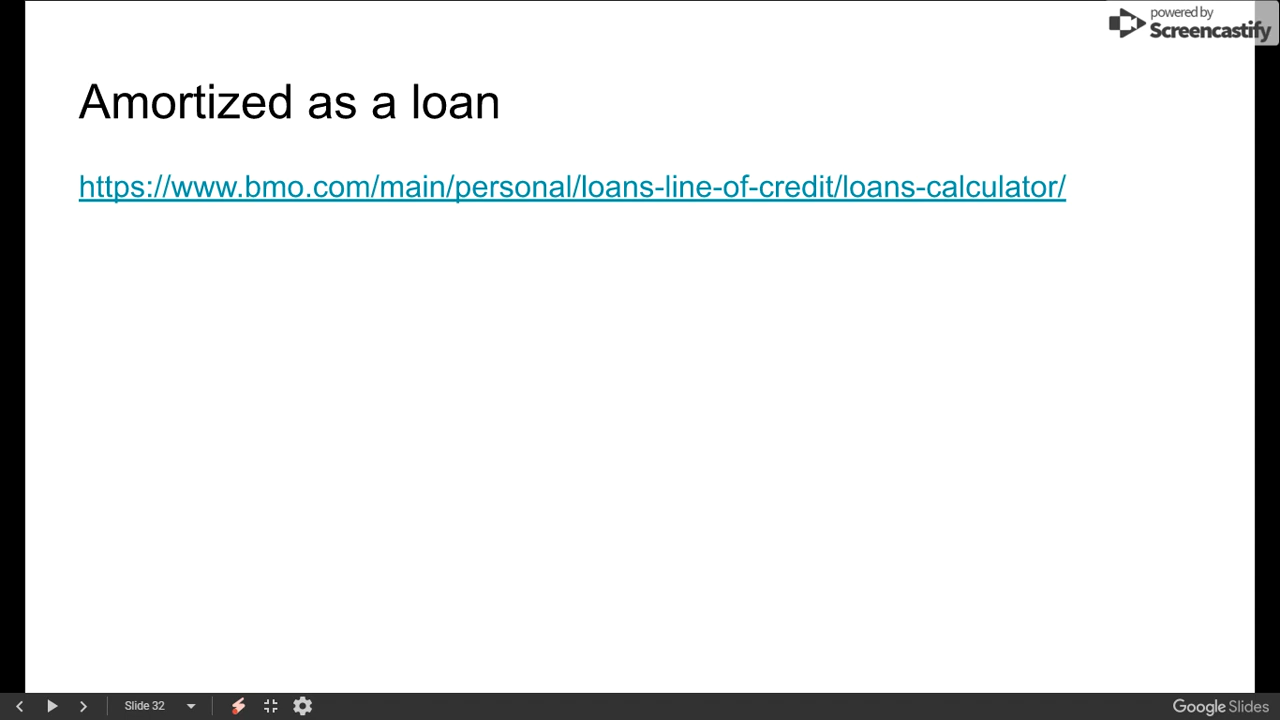 powered by
Screencastify
Amortized as a loan
https://www.bmo.com/main/personal/loans-line-of-credit/loans-calculator/
Slide 32
Google Slides